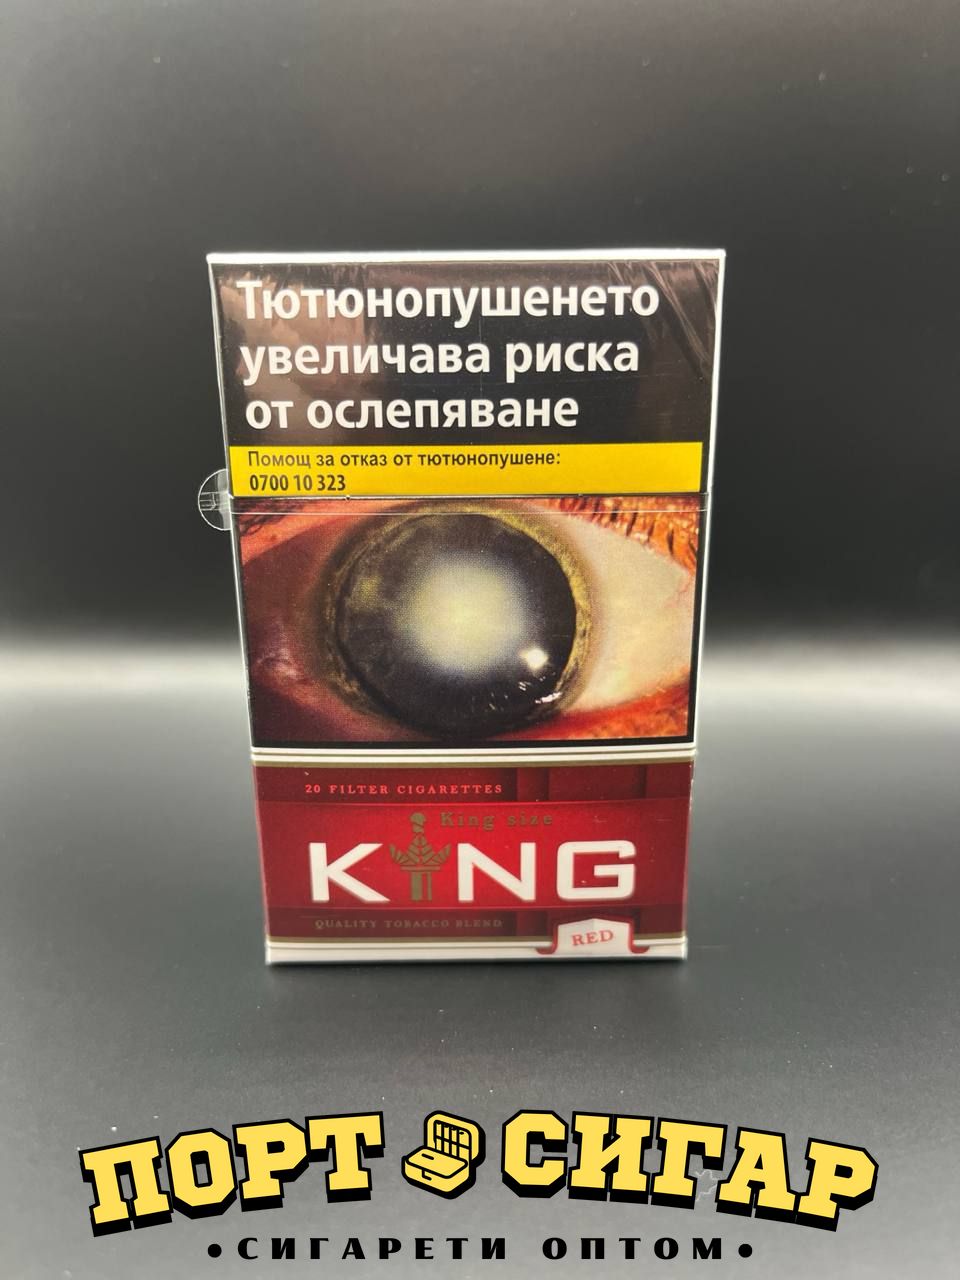 Тютюнопушенето
увеличава риска
от ослепяване
Помощ за отказ от тютюнопушене:
0700 10 323
20 FILTER CIGARETTES
King size
KING
QUALITY TOBACCO BLEND
RED
ПОРТ СИГАР
•СИГАРЕТИ ОПТОМ•